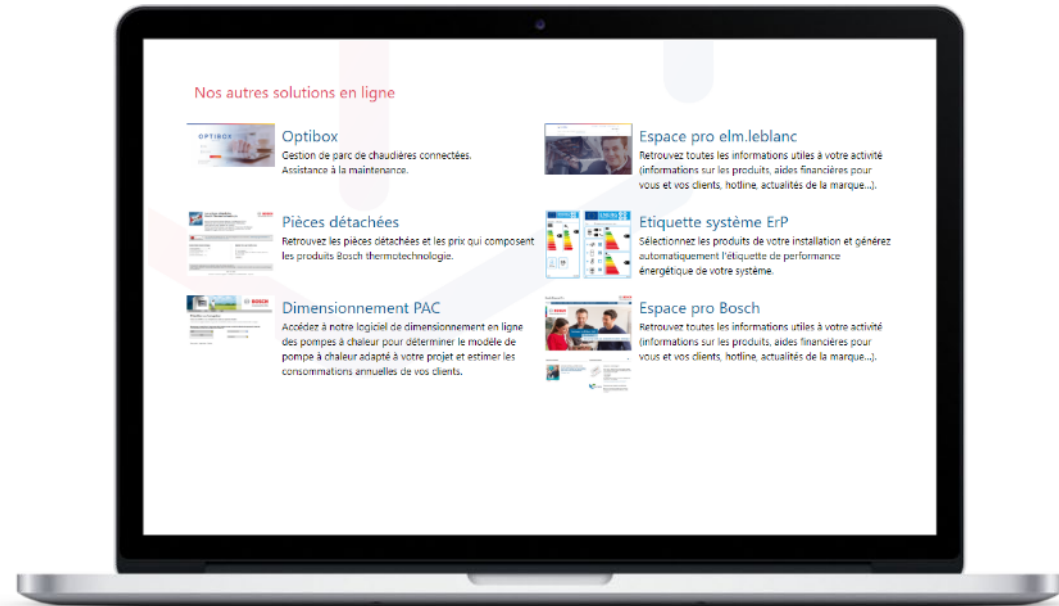 Nos autres solutions en ligne
OPTIBOX
Optibox
Gestion de parc de chaudières connectées.
Assistance à la maintenance.
Pièces détachées
Retrouvez les pièces détachées et les prix qui composent
les produits Bosch thermotechnologie.
BOSCH
Dimensionnement PAC
Accédez à notre logiciel de dimensionnement en ligne
des pompes à chaleur pour déterminer le modèle de
pompe à chaleur adapté à votre projet et estimer les
consommations annuelles de vos clients.
Espace pro elm.leblanc
Retrouvez toutes les informations utiles à votre activité
(informations sur les produits, aides financières pour
vous et vos clients, hotline, actualités de la marque...).
Etiquette système ErP
Sélectionnez les produits de votre installation et générez
automatiquement l'étiquette de performance
énergétique de votre système.
Espace pro Bosch
Retrouvez toutes les informations utiles à votre activité
(informations sur les produits, aides financières pour
vous et vos clients, hotline, actualités de la marque...).